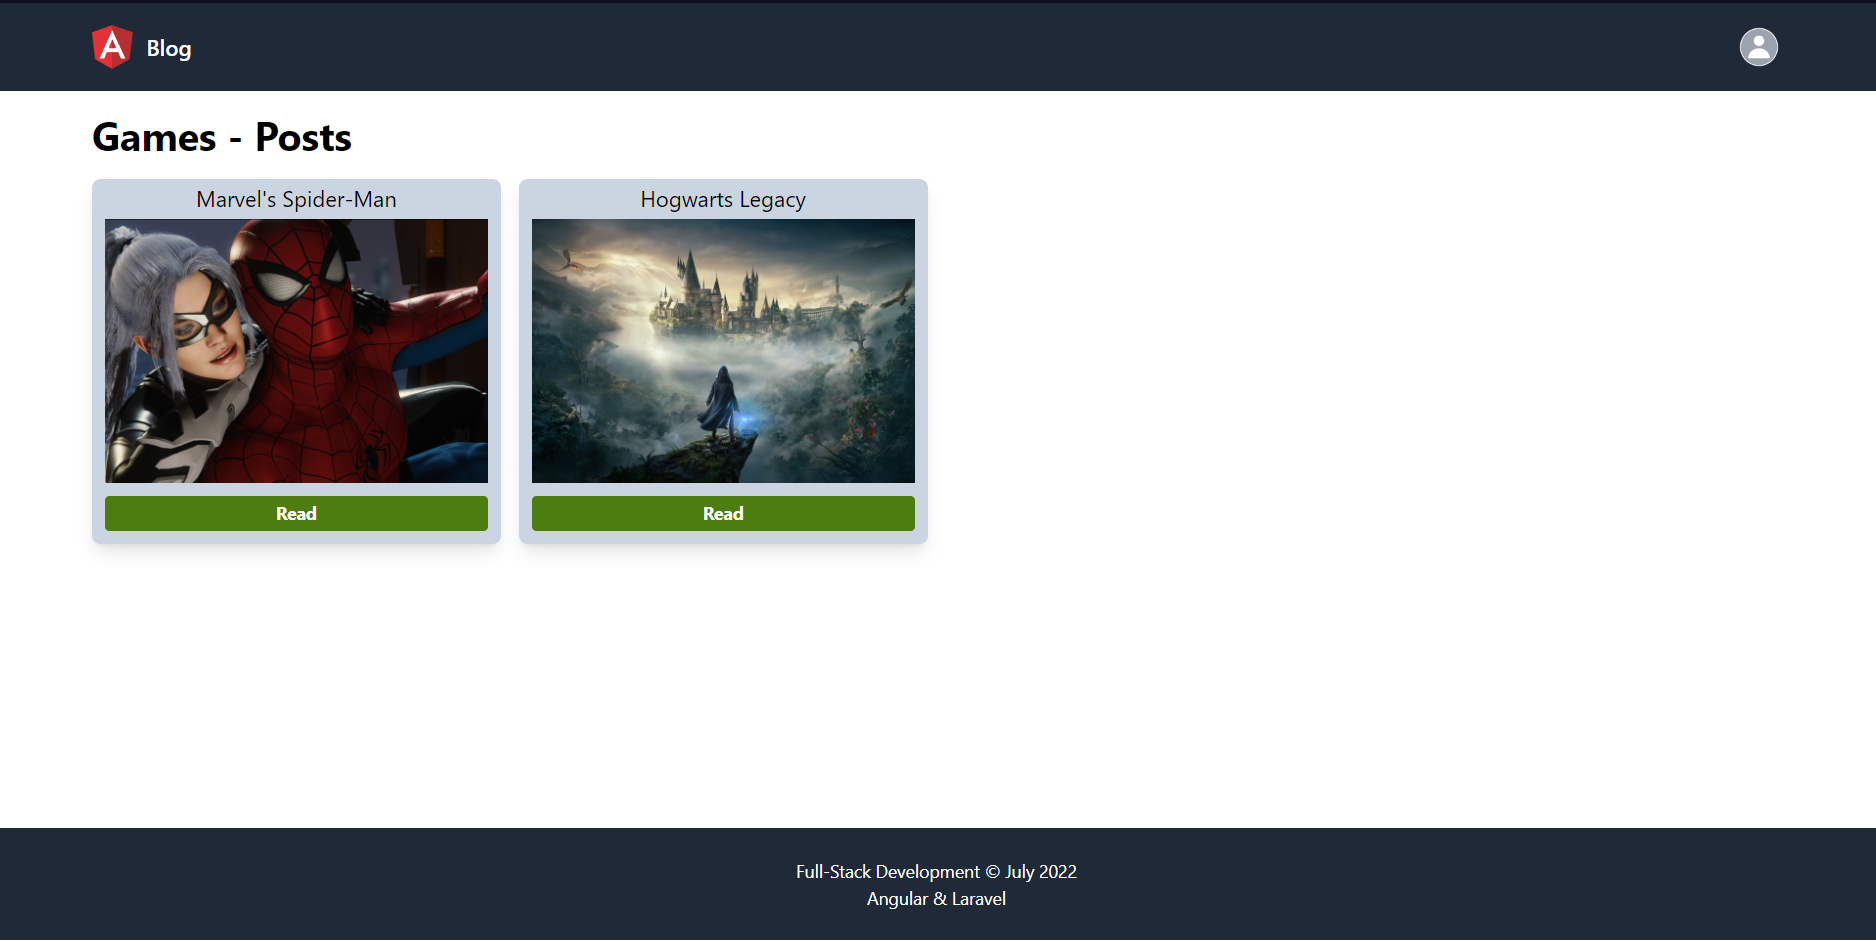 A
Blog
Games - Posts
Marvel's Spider-Man
Hogwarts Legacy
Read
Read
Full-Stack Development © July 2022
Angular & Laravel